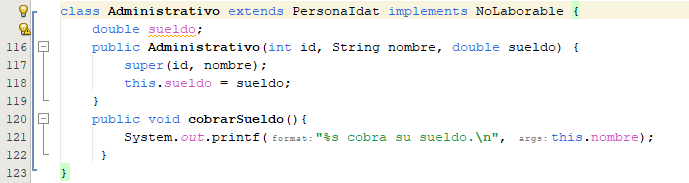 class Administrativo extends PersonaIdat implements NoLaborable {
double sueldo;
116 public Administrativo(int id, String nombre, double sueldo) {
117 super(id, nombre);
118 this.sueldo = sueldo;
119 }
120 public void cobrarSueldo(){
121 System.out.printf(format:"%s cobra su sueldo.\n", args:this.nombre);
122 }
123 }